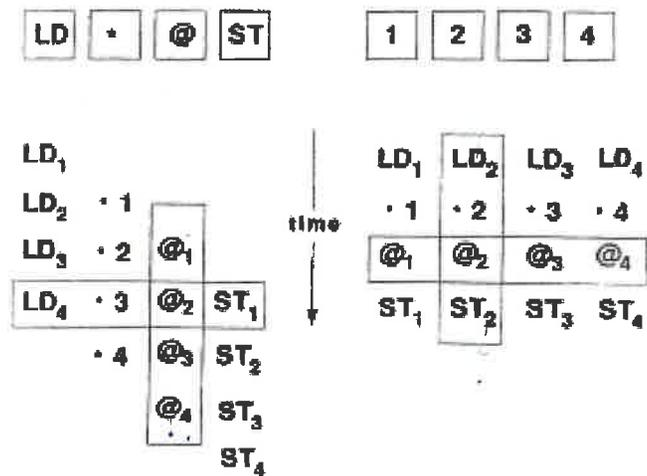 LD * @ ST 1 2 3 4
LD₁
LD₂ * 1
LD₃ * 2 @₁
LD₄ * 3 @₂ ST₁
* 4 @₃ ST₂
@₄ ST₃
ST₄
time
LD₁ LD₂ LD₃ LD₄
* 1 * 2 * 3 * 4
@₁ @₂ @₃ @₄
ST₁ ST₂ ST₃ ST₄